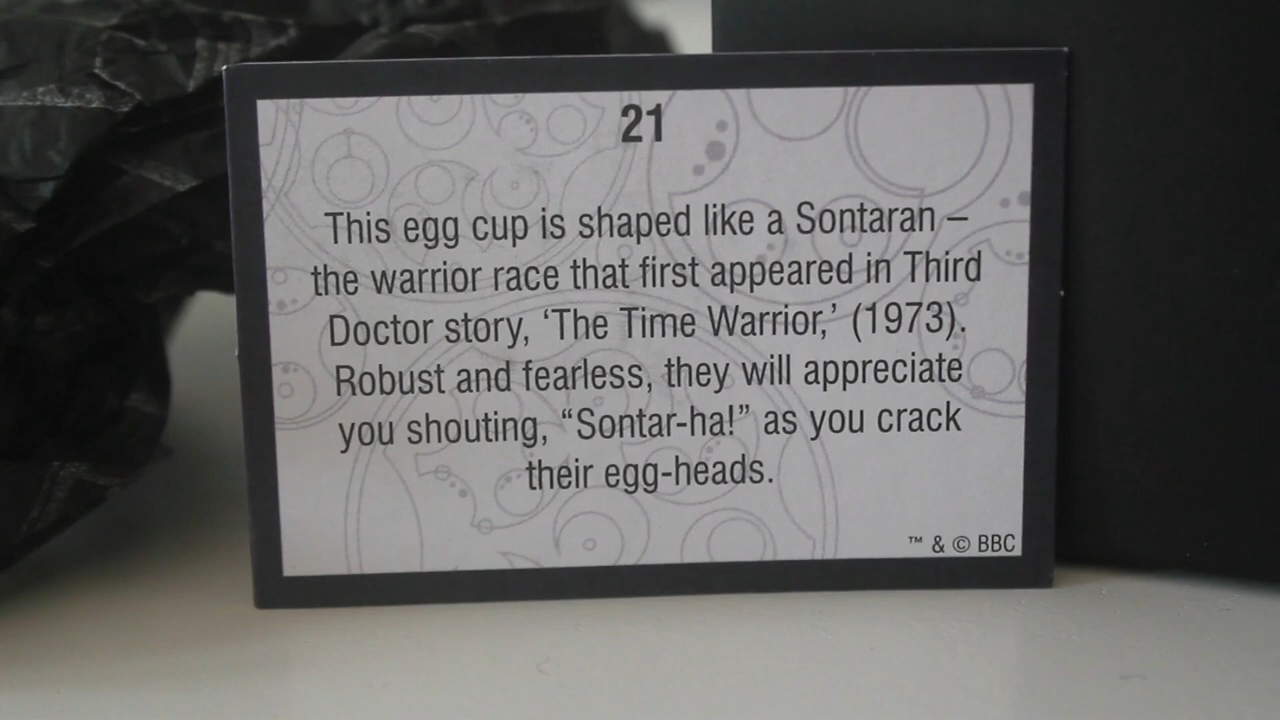 21
This egg cup is shaped like a Sontaran –
the warrior race that first appeared in Third
Doctor story, ‘The Time Warrior,’ (1973).
Robust and fearless, they will appreciate
you shouting, “Sontar-ha!” as you crack
their egg-heads.
™ & © BBC